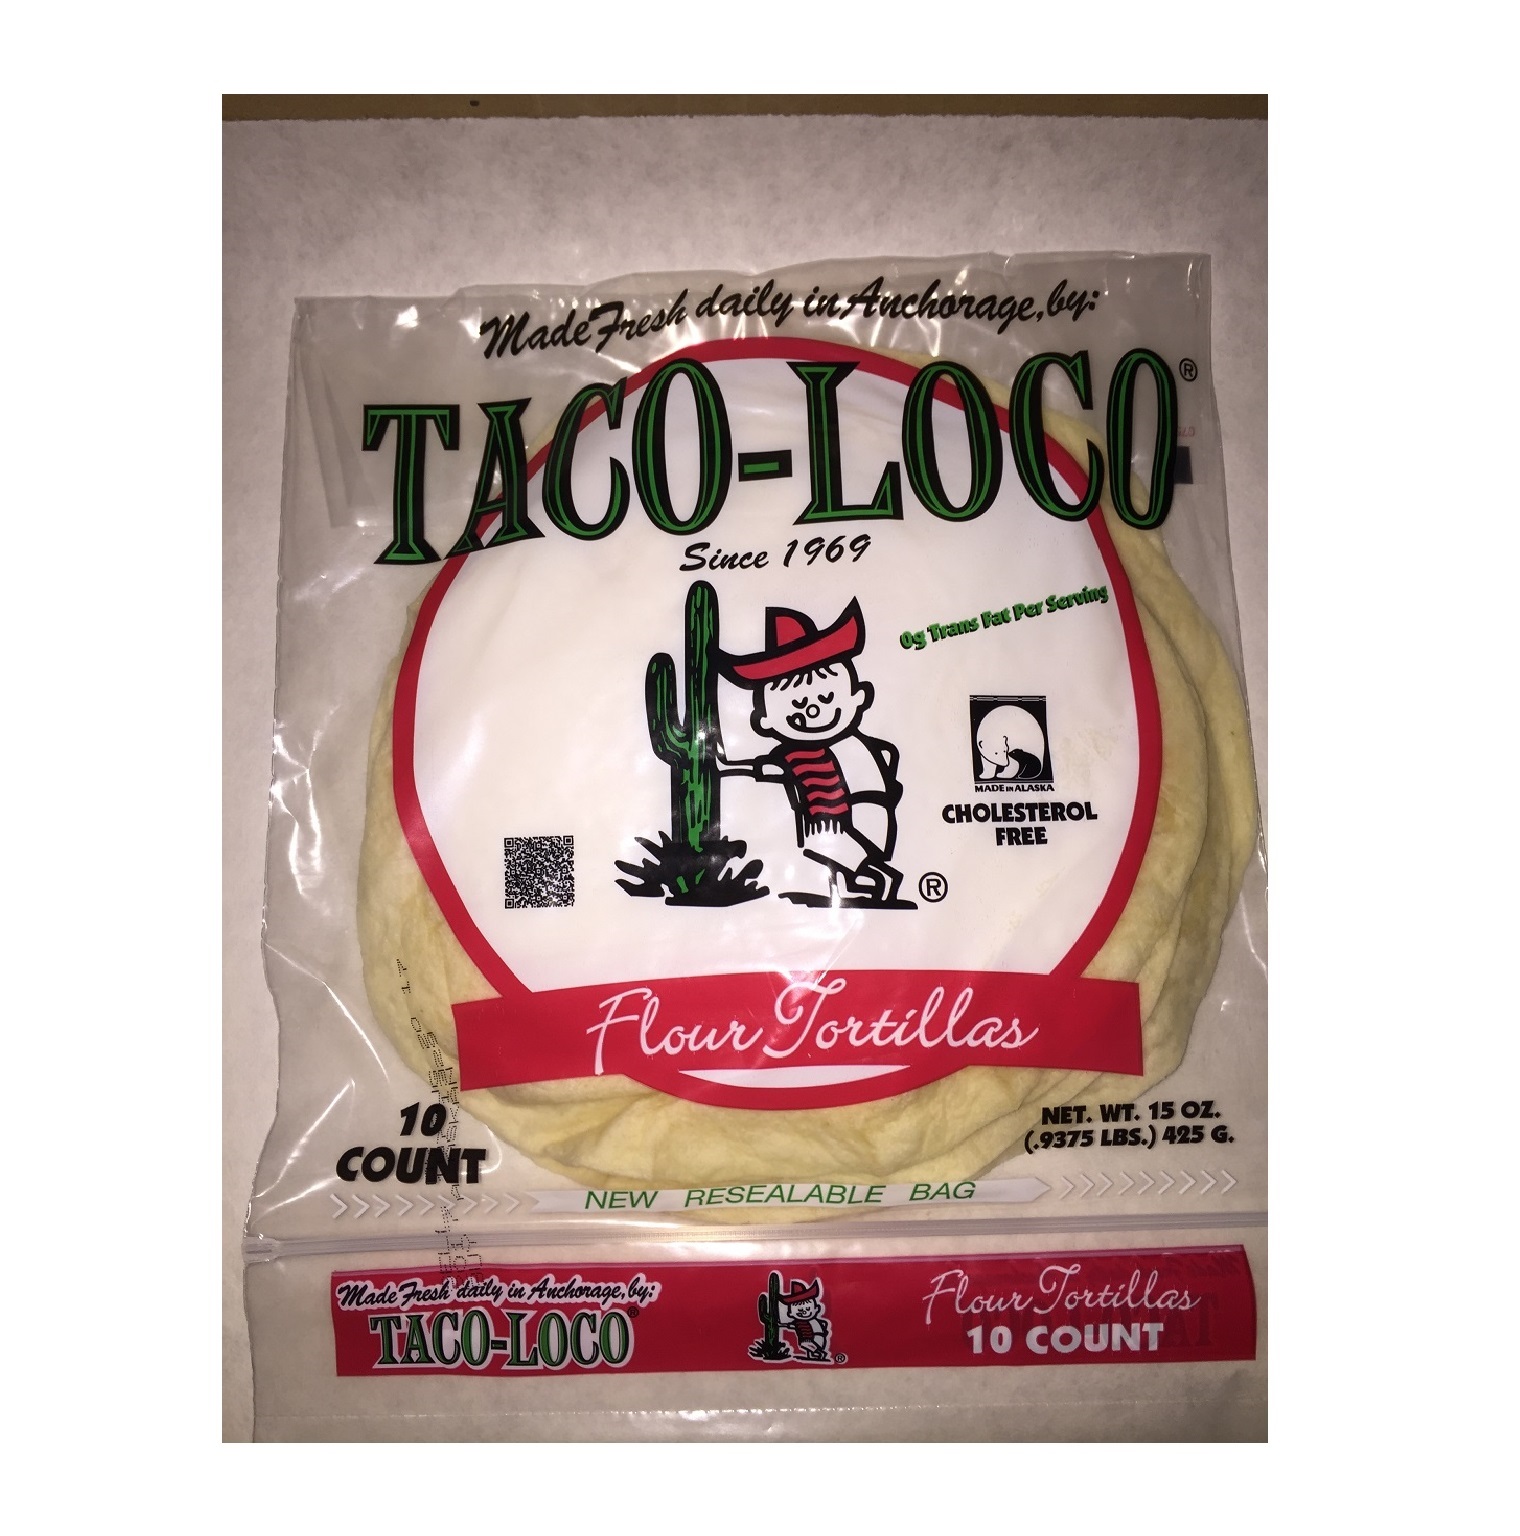 Made Fresh daily in Anchorage, by:
TACO-LOCO®
Since 1969
0g Trans Fat Per Serving
MADE IN ALASKA
CHOLESTEROL
FREE
®
Flour Tortillas
10
COUNT
NET. WT. 15 OZ.
(.9375 LBS.) 425 G.
NEW RESEALABLE BAG
Made Fresh daily in Anchorage, by:
TACO-LOCO®
®
Flour Tortillas
10 COUNT